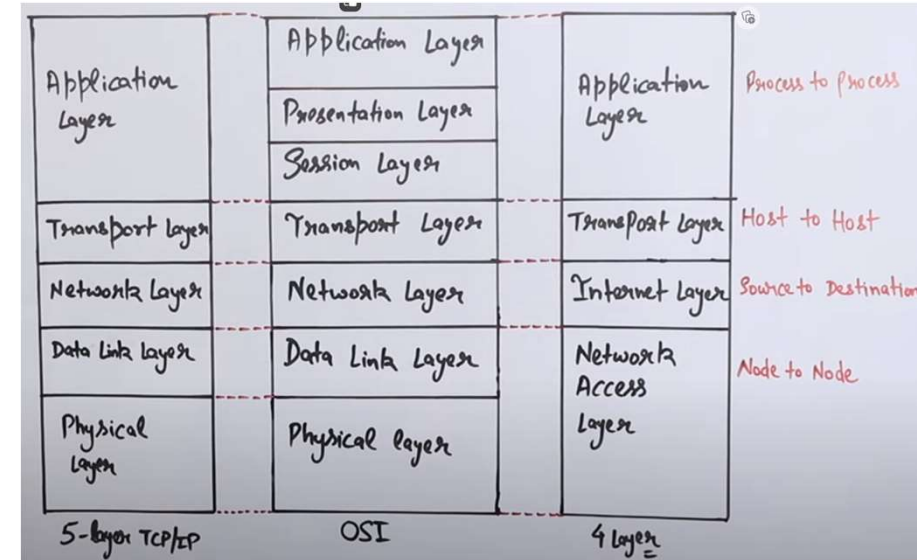 Application
Layer
Transport Layer
Network Layer
Data Link Layer
Physical
Layer
5-layer TCP/IP
Application Layer
Presentation Layer
Session Layer
Transport Layer
Network Layer
Data Link Layer
Physical layer
OSI
Application
Layer
Transport Layer
Internet Layer
Network
Access
Layer
4 Layer
Process to process
Host to Host
Source to Destination
Node to Node